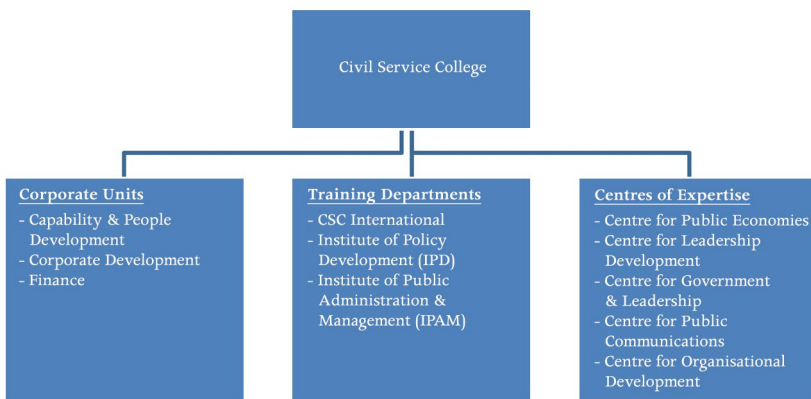 Civil Service College
Corporate Units
- Capability & People
Development
- Corporate Development
- Finance
Training Departments
- CSC International
- Institute of Policy
Development (IPD)
- Institute of Public
Administration &
Management (IPAM)
Centres of Expertise
- Centre for Public Economies
- Centre for Leadership
Development
- Centre for Government
& Leadership
- Centre for Public
Communications
- Centre for Organisational
Development